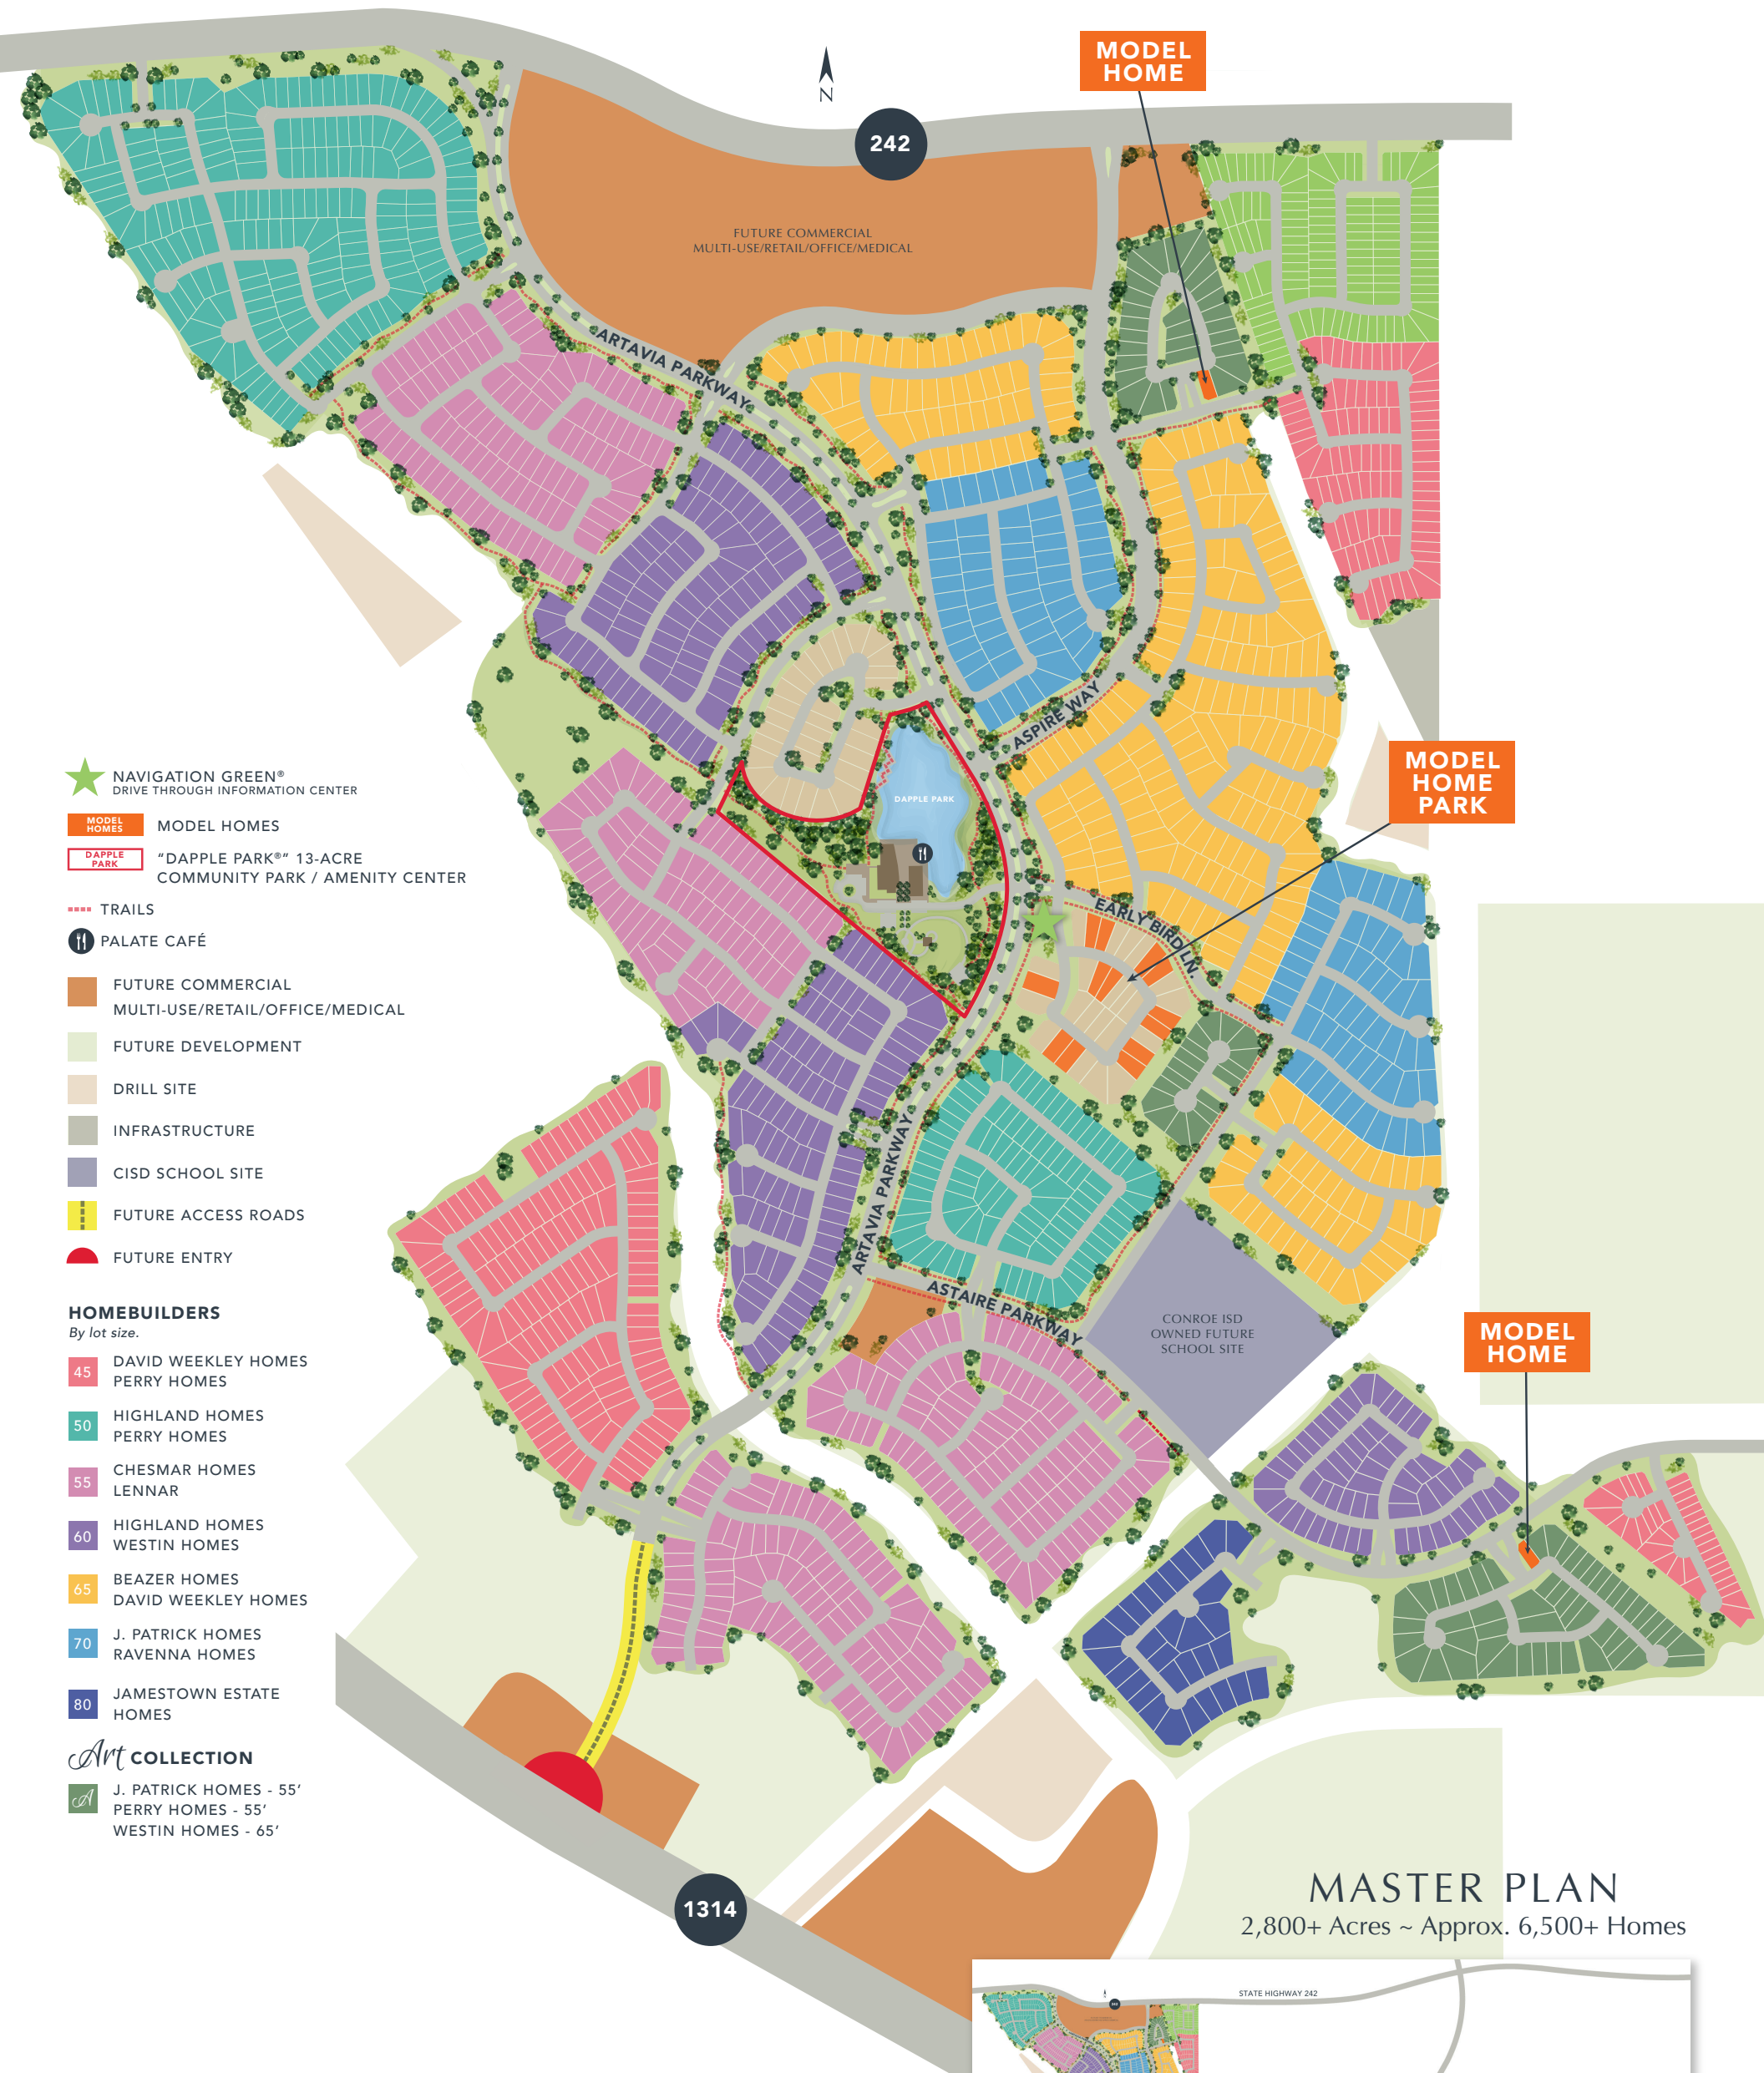 MODEL
HOME
N
242
FUTURE COMMERCIAL
MULTI-USE/RETAIL/OFFICE/MEDICAL
ARTAVIA PARKWAY
ASPIRE WAY
MODEL
HOME
PARK
DAPPLE PARK
EARLY BIRD LN.
ARTAVIA PARKWAY
ASTAIRE PARKWAY
CONROE ISD
OWNED FUTURE
SCHOOL SITE
MODEL
HOME
NAVIGATION GREEN®
DRIVE THROUGH INFORMATION CENTER
MODEL
HOMES
MODEL HOMES
DAPPLE
PARK
“DAPPLE PARK®” 13-ACRE
COMMUNITY PARK / AMENITY CENTER
TRAILS
PALATE CAFÉ
FUTURE COMMERCIAL
MULTI-USE/RETAIL/OFFICE/MEDICAL
FUTURE DEVELOPMENT
DRILL SITE
INFRASTRUCTURE
CISD SCHOOL SITE
FUTURE ACCESS ROADS
FUTURE ENTRY
HOMEBUILDERS
By lot size.
45
DAVID WEEKLEY HOMES
PERRY HOMES
50
HIGHLAND HOMES
PERRY HOMES
55
CHESMAR HOMES
LENNAR
60
HIGHLAND HOMES
WESTIN HOMES
65
BEAZER HOMES
DAVID WEEKLEY HOMES
70
J. PATRICK HOMES
RAVENNA HOMES
80
JAMESTOWN ESTATE
HOMES
Art COLLECTION
A
J. PATRICK HOMES - 55’
PERRY HOMES - 55’
WESTIN HOMES - 65’
1314
MASTER PLAN
2,800+ Acres ~ Approx. 6,500+ Homes
STATE HIGHWAY 242